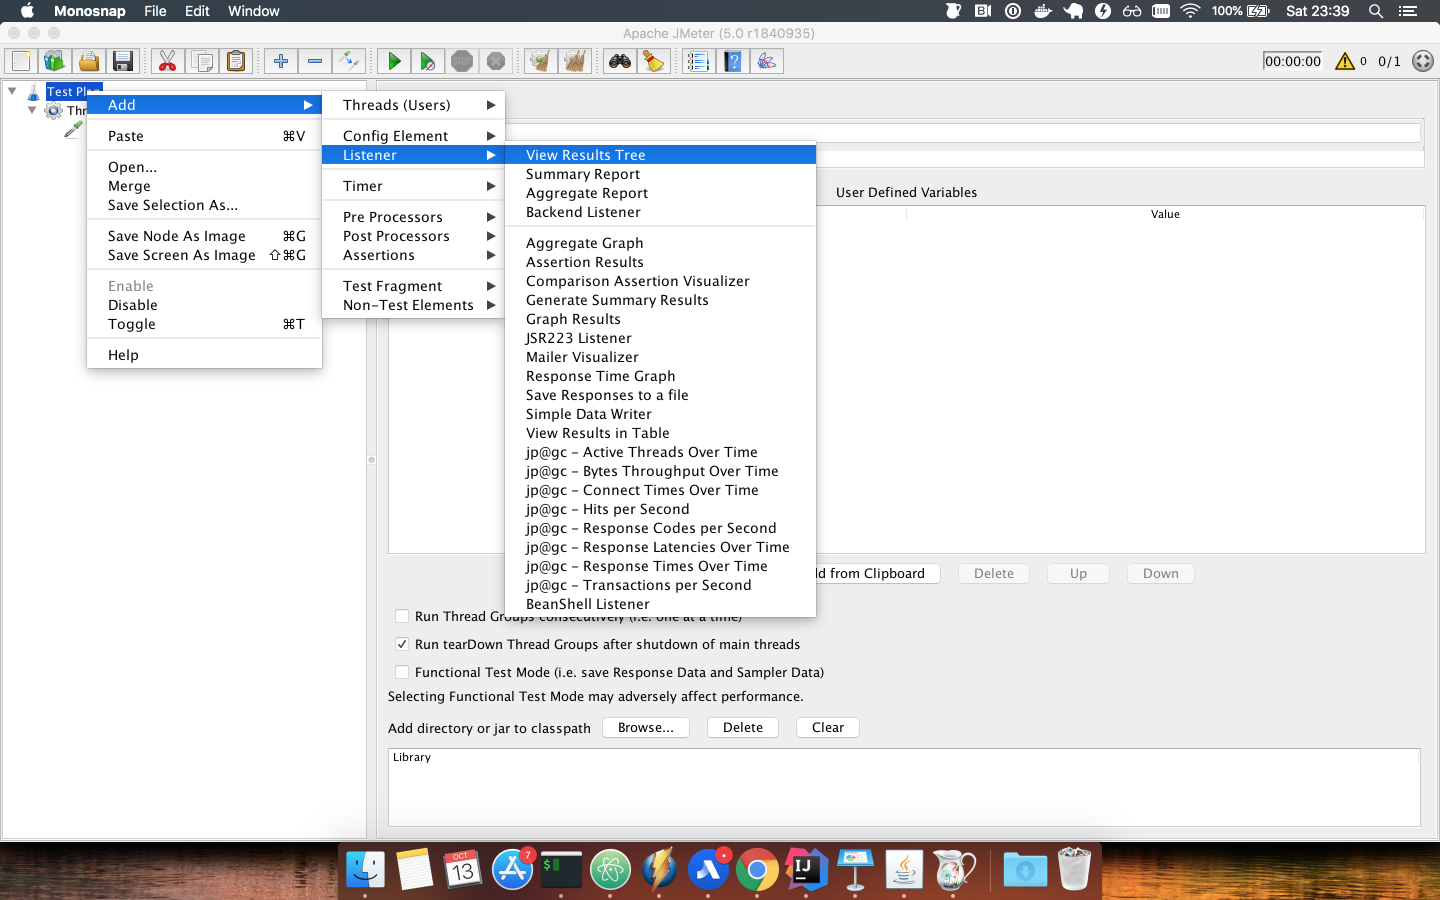 Monosnap File Edit Window 100% Sat 23:39
Apache JMeter (5.0 r1840935)
00:00:00 0 0/1
Test Plan
Thr
Add
Paste ⌘V
Open...
Merge
Save Selection As...
Save Node As Image ⌘G
Save Screen As Image ⇧⌘G
Enable
Disable
Toggle ⌘T
Help
Threads (Users)
Config Element
Listener
Timer
Pre Processors
Post Processors
Assertions
Test Fragment
Non-Test Elements
View Results Tree
Summary Report
Aggregate Report
Backend Listener
Aggregate Graph
Assertion Results
Comparison Assertion Visualizer
Generate Summary Results
Graph Results
JSR223 Listener
Mailer Visualizer
Response Time Graph
Save Responses to a file
Simple Data Writer
View Results in Table
jp@gc - Active Threads Over Time
jp@gc - Bytes Throughput Over Time
jp@gc - Connect Times Over Time
jp@gc - Hits per Second
jp@gc - Response Codes per Second
jp@gc - Response Latencies Over Time
jp@gc - Response Times Over Time
jp@gc - Transactions per Second
BeanShell Listener
User Defined Variables
Value
ld from Clipboard Delete Up Down
Run Thread Groups consecutively (i.e. one at a time)
Run tearDown Thread Groups after shutdown of main threads
Functional Test Mode (i.e. save Response Data and Sampler Data)
Selecting Functional Test Mode may adversely affect performance.
Add directory or jar to classpath Browse... Delete Clear
Library
OCT
13
7
$
IJ